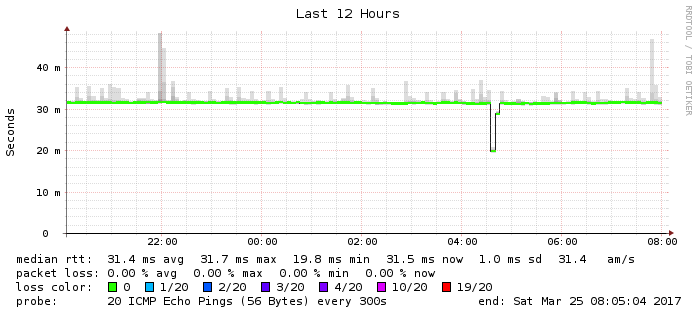 Last 12 Hours
RRDTOOL / TOBI OETIKER
Seconds
40 m
30 m
20 m
10 m
0
22:00 00:00 02:00 04:00 06:00 08:00
median rtt: 31.4 ms avg 31.7 ms max 19.8 ms min 31.5 ms now 1.0 ms sd 31.4 am/s
packet loss: 0.00 % avg 0.00 % max 0.00 % min 0.00 % now
loss color: 0 1/20 2/20 3/20 4/20 10/20 19/20
probe: 20 ICMP Echo Pings (56 Bytes) every 300s end: Sat Mar 25 08:05:04 2017